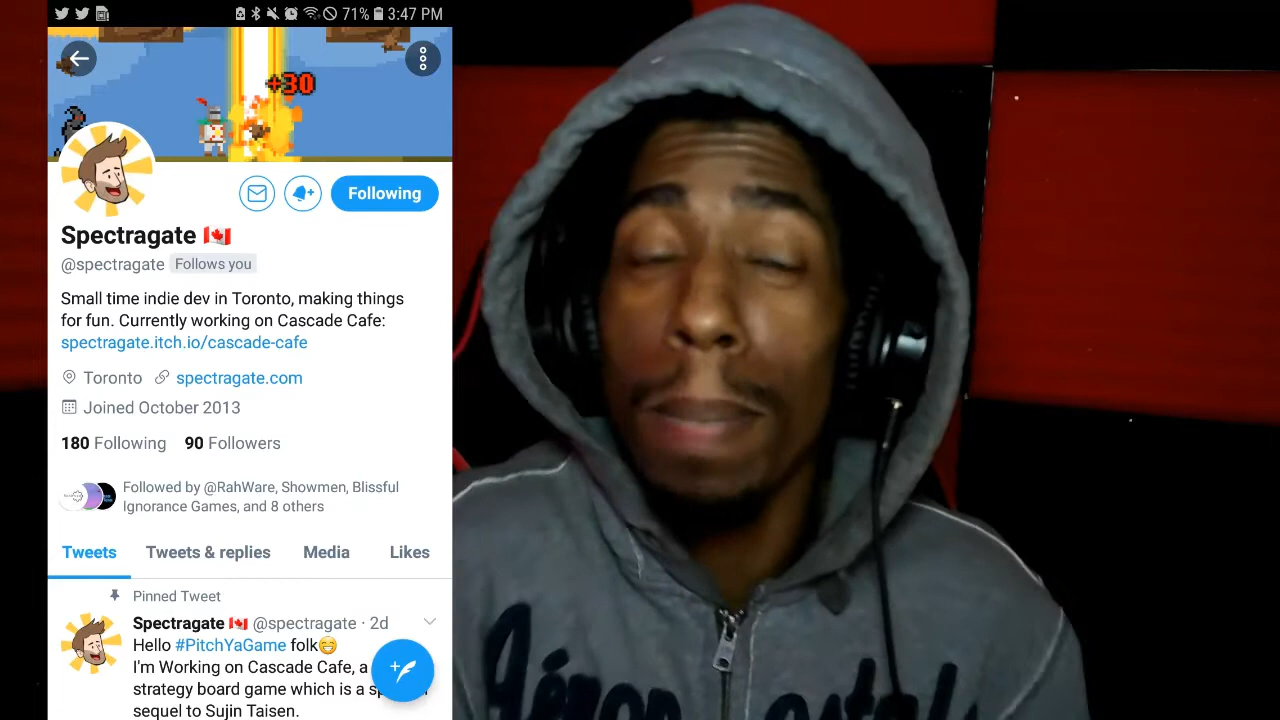 71% 3:47 PM
+30
Following
Spectragate 🇨🇦
@spectragate Follows you
Small time indie dev in Toronto, making things
for fun. Currently working on Cascade Cafe:
spectragate.itch.io/cascade-cafe
Toronto spectragate.com
Joined October 2013
180 Following 90 Followers
Followed by @RahWare, Showmen, Blissful
Ignorance Games, and 8 others
Tweets Tweets & replies Media Likes
Pinned Tweet
Spectragate 🇨🇦 @spectragate · 2d
Hello #PitchYaGame folk😁
I'm Working on Cascade Cafe, a
strategy board game which is a
sequel to Sujin Taisen.